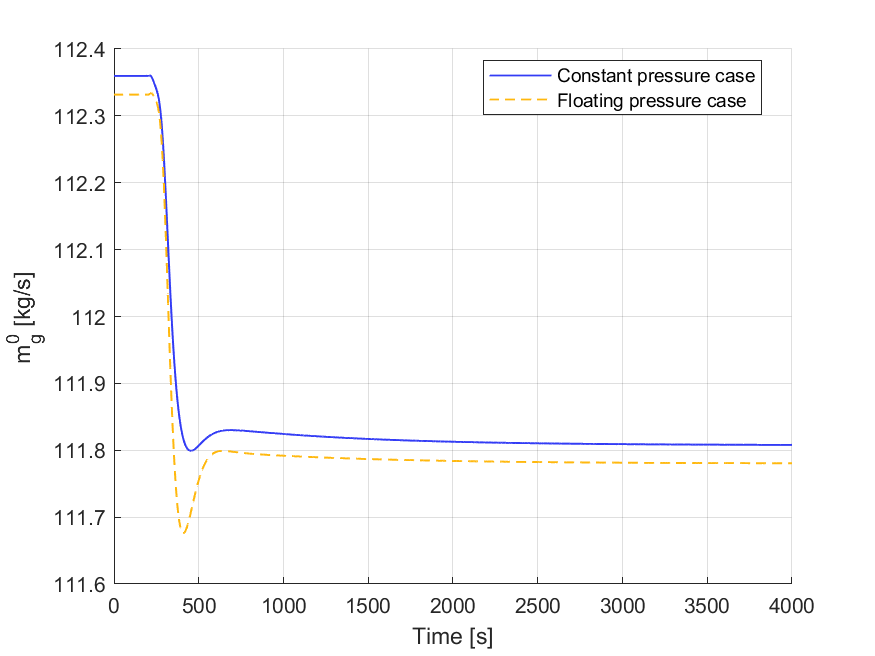 112.4
112.3
112.2
112.1
112
111.9
111.8
111.7
111.6
0 500 1000 1500 2000 2500 3000 3500 4000
Time [s]
m_g^0 [kg/s]
Constant pressure case
Floating pressure case